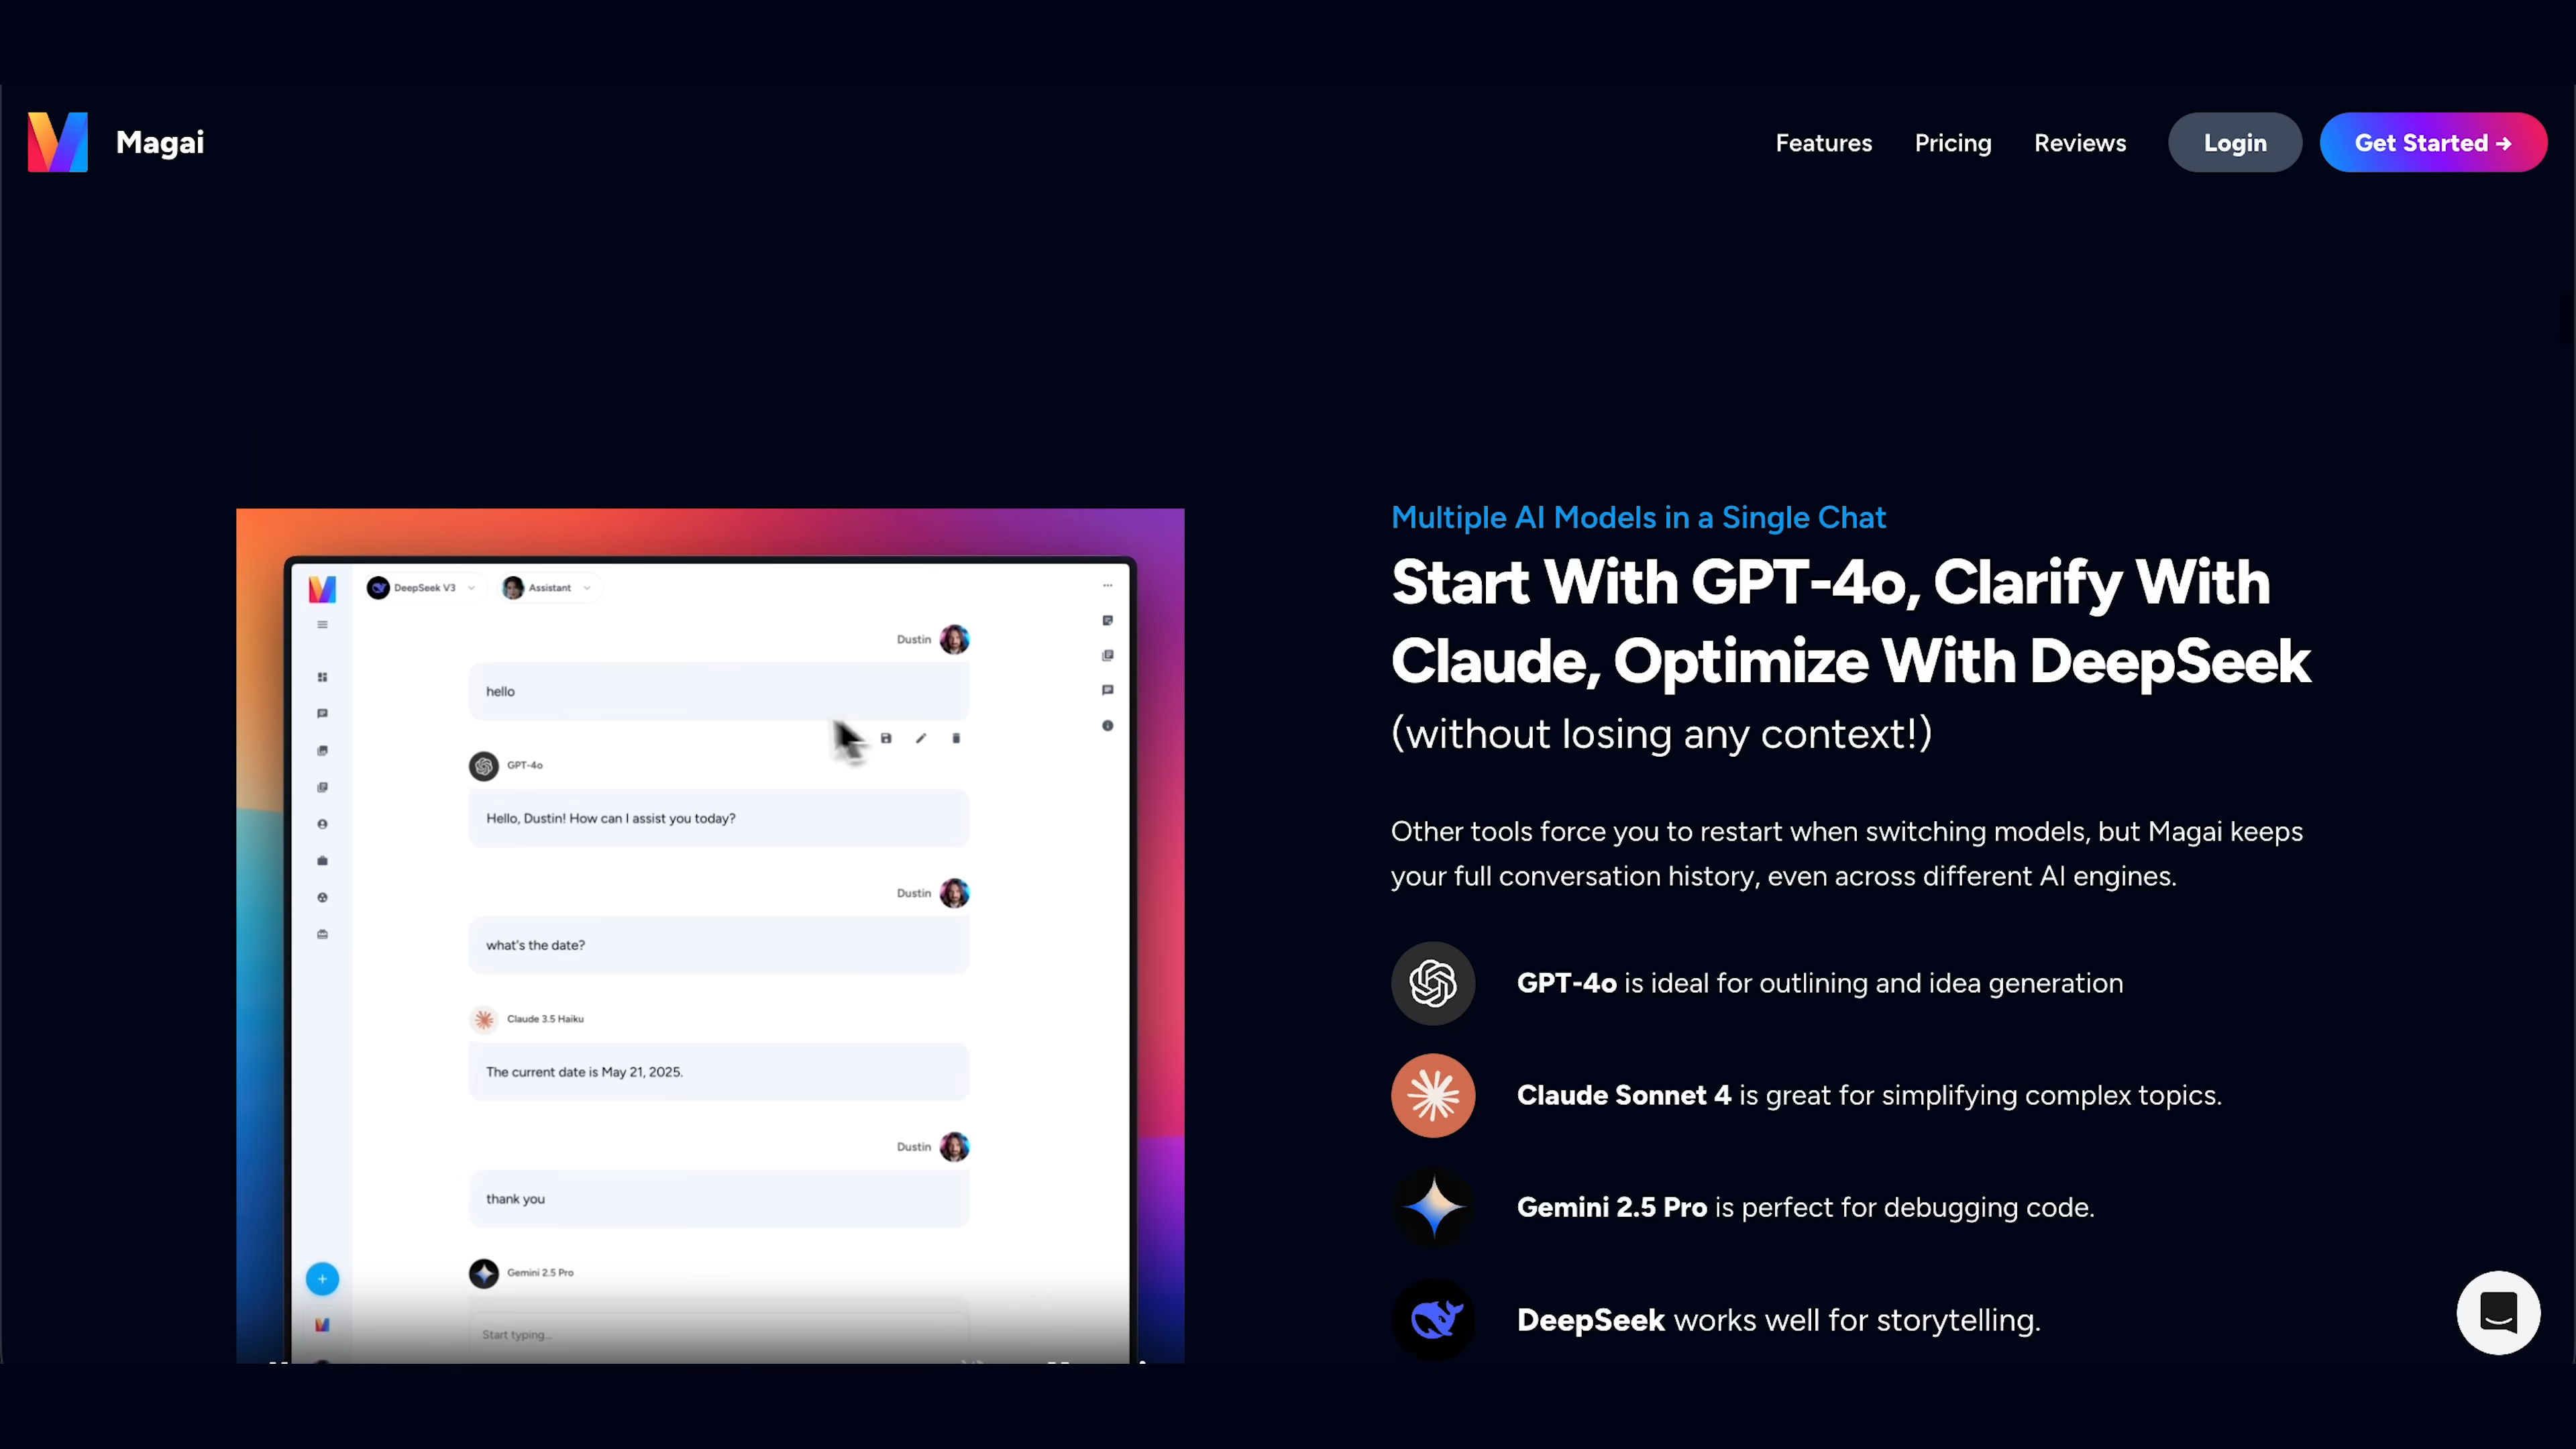 Magai
Features
Pricing
Reviews
Login
Get Started →
DeepSeek V3
Assistant
Dustin
hello
GPT-4o
Hello, Dustin! How can I assist you today?
Dustin
what's the date?
Claude 3.5 Haiku
The current date is May 21, 2025.
Dustin
thank you
Gemini 2.5 Pro
Start typing...
Multiple AI Models in a Single Chat
Start With GPT-4o, Clarify With
Claude, Optimize With DeepSeek
(without losing any context!)
Other tools force you to restart when switching models, but Magai keeps
your full conversation history, even across different AI engines.
GPT-4o is ideal for outlining and idea generation
Claude Sonnet 4 is great for simplifying complex topics.
Gemini 2.5 Pro is perfect for debugging code.
DeepSeek works well for storytelling.